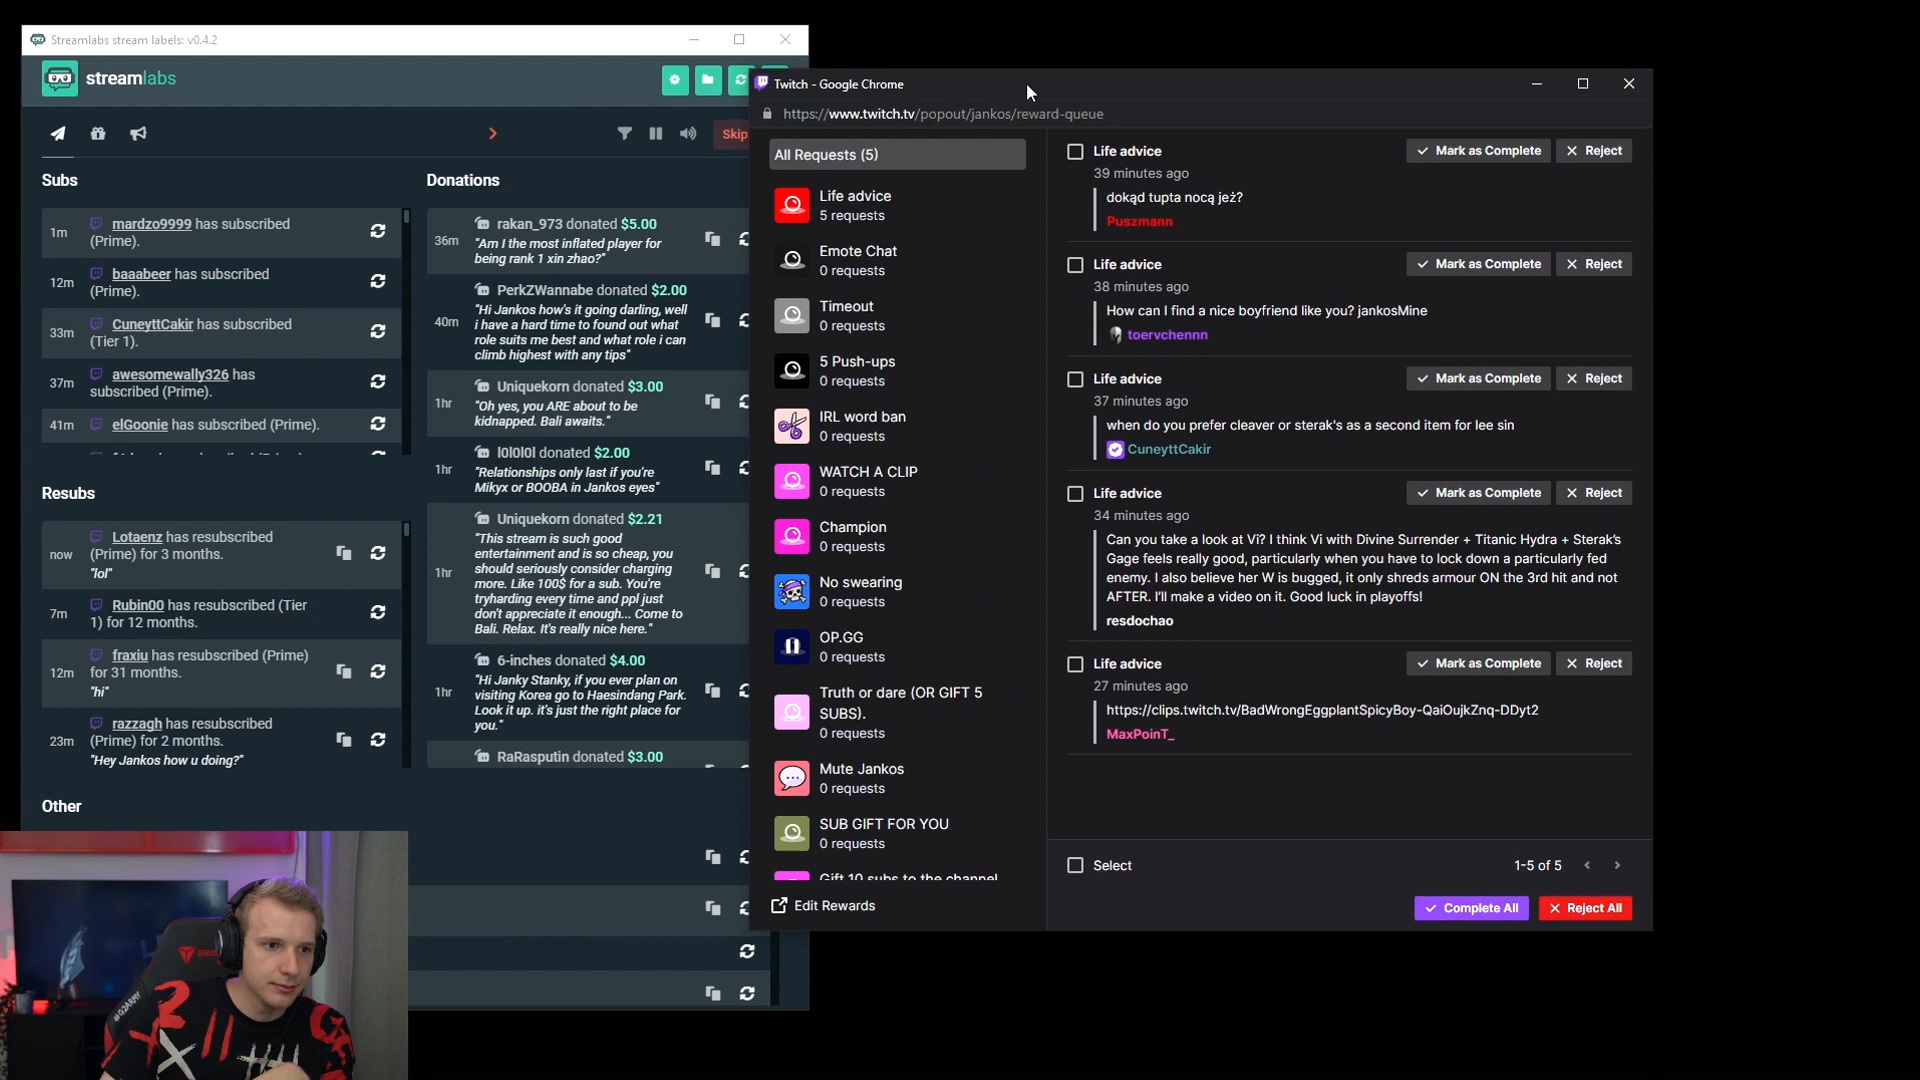 Streamlabs stream labels: v0.4.2
streamlabs
Skip
Subs
1m
mardzo9999 has subscribed
(Prime).
12m
baaabeer has subscribed
(Prime).
33m
CuneyttCakir has subscribed
(Tier 1).
37m
awesomewally326 has
subscribed (Prime).
41m
elGoonie has subscribed (Prime).
Resubs
now
Lotaenz has resubscribed
(Prime) for 3 months.
"lol"
7m
Rubin00 has resubscribed (Tier
1) for 12 months.
12m
fraxiu has resubscribed (Prime)
for 31 months.
"hi"
23m
razzagh has resubscribed
(Prime) for 2 months.
"Hey Jankos how u doing?"
Other
Donations
36m
rakan_973 donated $5.00
"Am I the most inflated player for
being rank 1 xin zhao?"
40m
PerkZWannabe donated $2.00
"Hi Jankos how's it going darling, well
i have a hard time to found out what
role suits me best and what role i can
climb highest with any tips"
1hr
Uniquekorn donated $3.00
"Oh yes, you ARE about to be
kidnapped. Bali awaits."
1hr
l0l0l0l donated $2.00
"Relationships only last if you're
Mikyx or BOOBA in Jankos eyes"
1hr
Uniquekorn donated $2.21
"This stream is such good
entertainment and is so cheap, you
should seriously consider charging
more. Like 100$ for a sub. You're
tryharding every time and ppl just
don't appreciate it enough... Come to
Bali. Relax. It's really nice here."
1hr
6-inches donated $4.00
"Hi Janky Stanky, if you ever plan on
visiting Korea go to Haesindang Park.
Look it up. it's just the right place for
you."
RaRasputin donated $3.00
Twitch - Google Chrome
https://www.twitch.tv/popout/jankos/reward-queue
All Requests (5)
Life advice
5 requests
Emote Chat
0 requests
Timeout
0 requests
5 Push-ups
0 requests
IRL word ban
0 requests
WATCH A CLIP
0 requests
Champion
0 requests
No swearing
0 requests
OP.GG
0 requests
Truth or dare (OR GIFT 5
SUBS).
0 requests
Mute Jankos
0 requests
SUB GIFT FOR YOU
0 requests
Gift 10 subs to the channel
Edit Rewards
Life advice
Mark as Complete
Reject
39 minutes ago
dokąd tupta nocą jeż?
Puszmann
Life advice
Mark as Complete
Reject
38 minutes ago
How can I find a nice boyfriend like you? jankosMine
toervchennn
Life advice
Mark as Complete
Reject
37 minutes ago
when do you prefer cleaver or sterak's as a second item for lee sin
CuneyttCakir
Life advice
Mark as Complete
Reject
34 minutes ago
Can you take a look at Vi? I think Vi with Divine Surrender + Titanic Hydra + Sterak's
Gage feels really good, particularly when you have to lock down a particularly fed
enemy. I also believe her W is bugged, it only shreds armour ON the 3rd hit and not
AFTER. I'll make a video on it. Good luck in playoffs!
resdochao
Life advice
Mark as Complete
Reject
27 minutes ago
https://clips.twitch.tv/BadWrongEggplantSpicyBoy-QaiOujkZnq-DDyt2
MaxPoinT_
Select
1-5 of 5
Complete All
Reject All
#G2ARMY